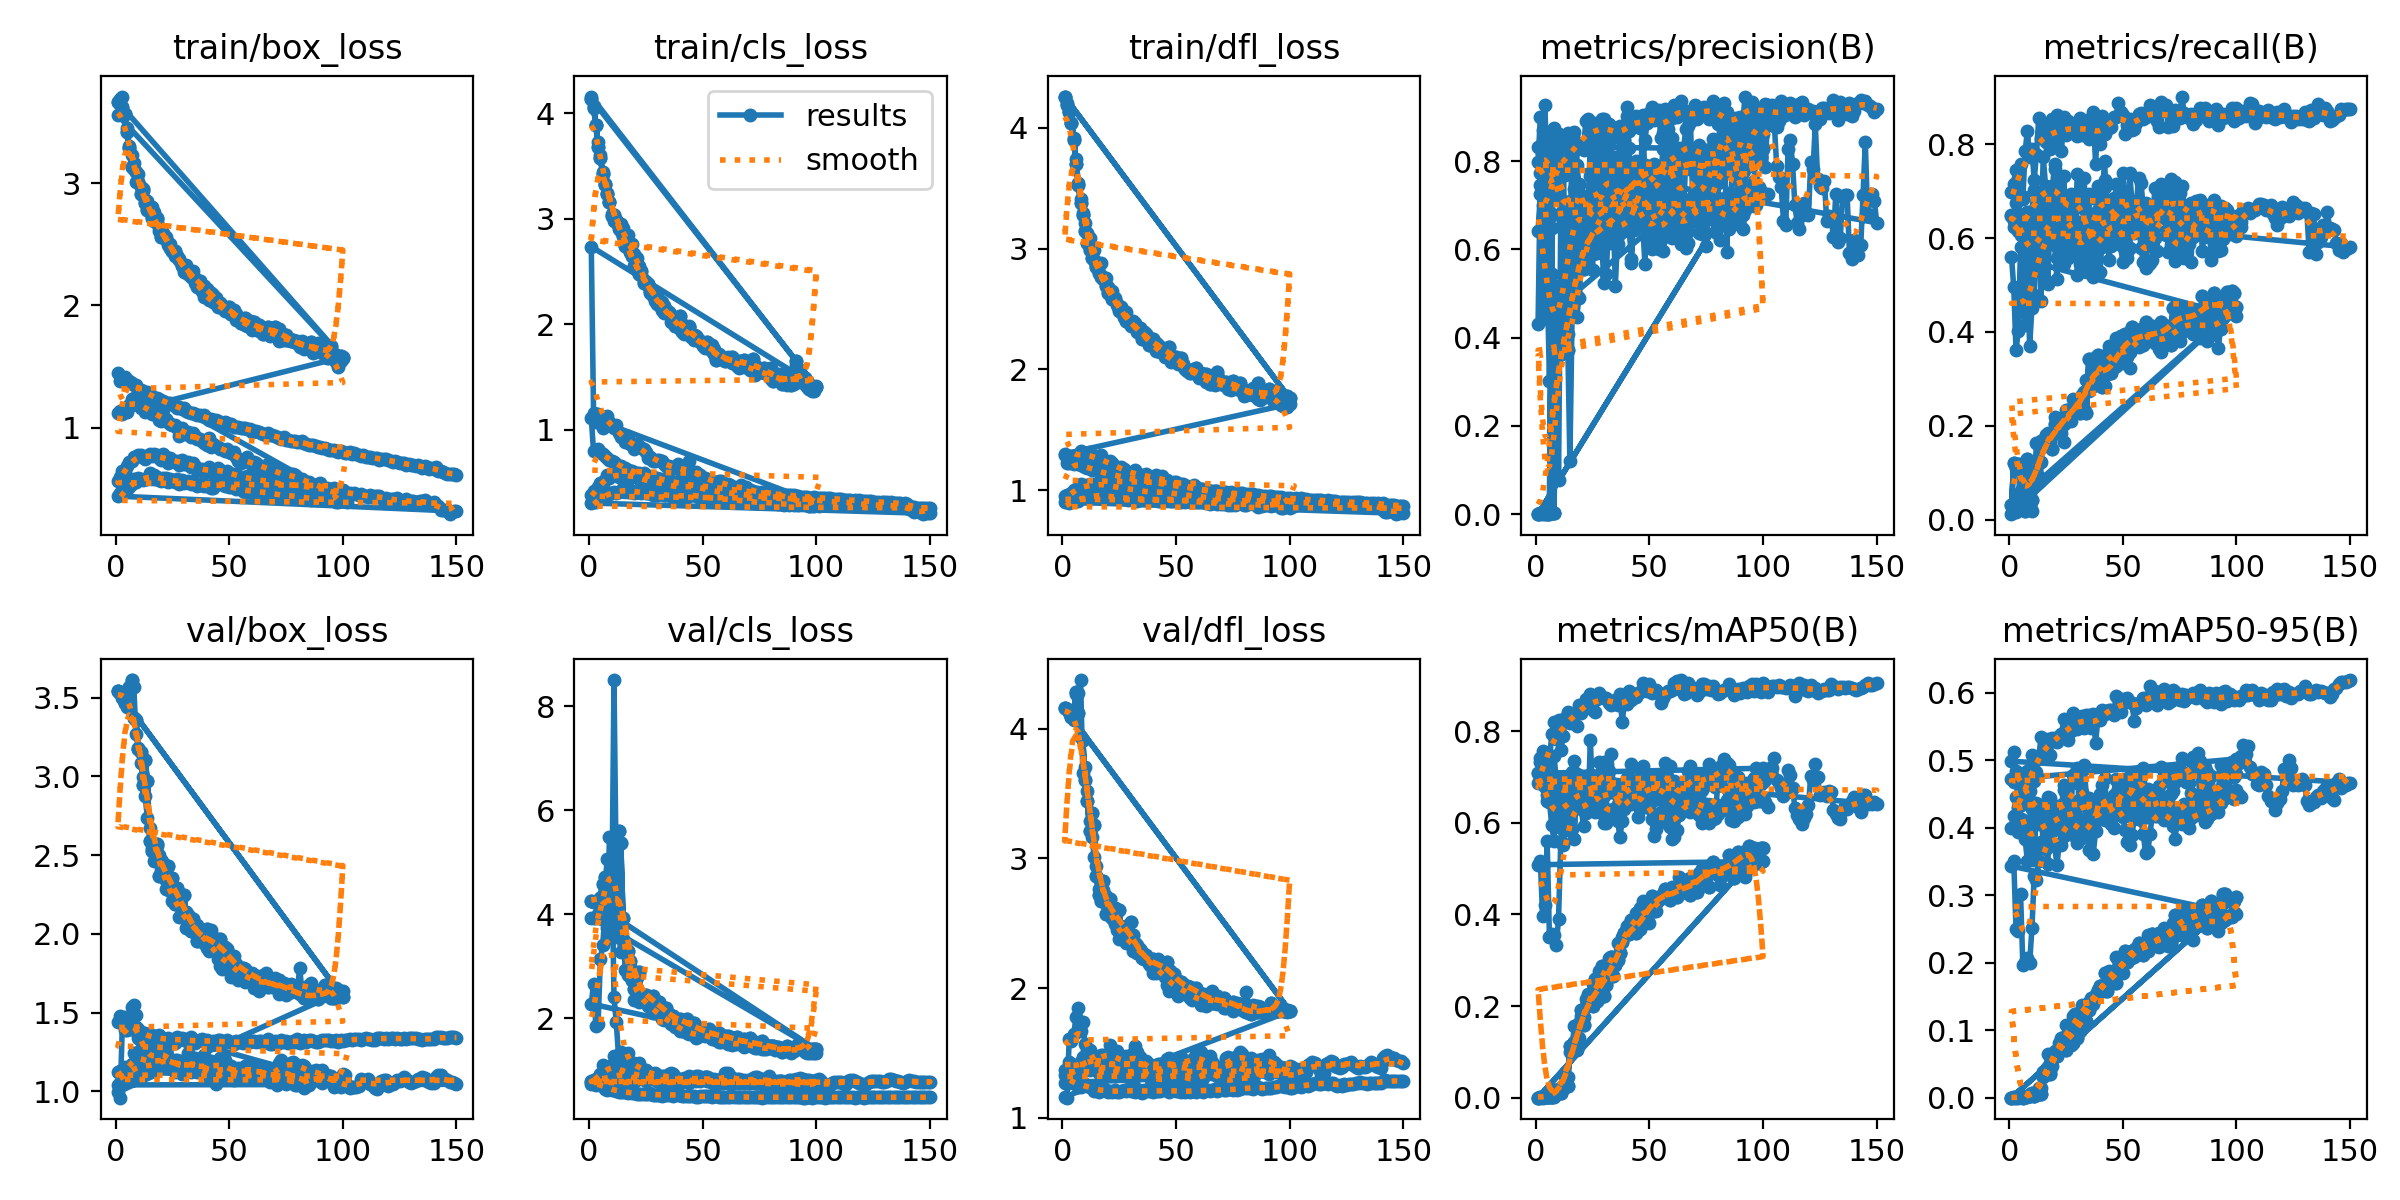 train/box_loss
train/cls_loss
train/dfl_loss
metrics/precision(B)
metrics/recall(B)
results
smooth
3
2
1
0 50 100 150
4
3
2
1
0 50 100 150
4
3
2
1
0 50 100 150
0.8
0.6
0.4
0.2
0.0
0 50 100 150
0.8
0.6
0.4
0.2
0.0
0 50 100 150
val/box_loss
val/cls_loss
val/dfl_loss
metrics/mAP50(B)
metrics/mAP50-95(B)
3.5
3.0
2.5
2.0
1.5
1.0
0 50 100 150
8
6
4
2
0 50 100 150
4
3
2
1
0 50 100 150
0.8
0.6
0.4
0.2
0.0
0 50 100 150
0.6
0.5
0.4
0.3
0.2
0.1
0.0
0 50 100 150